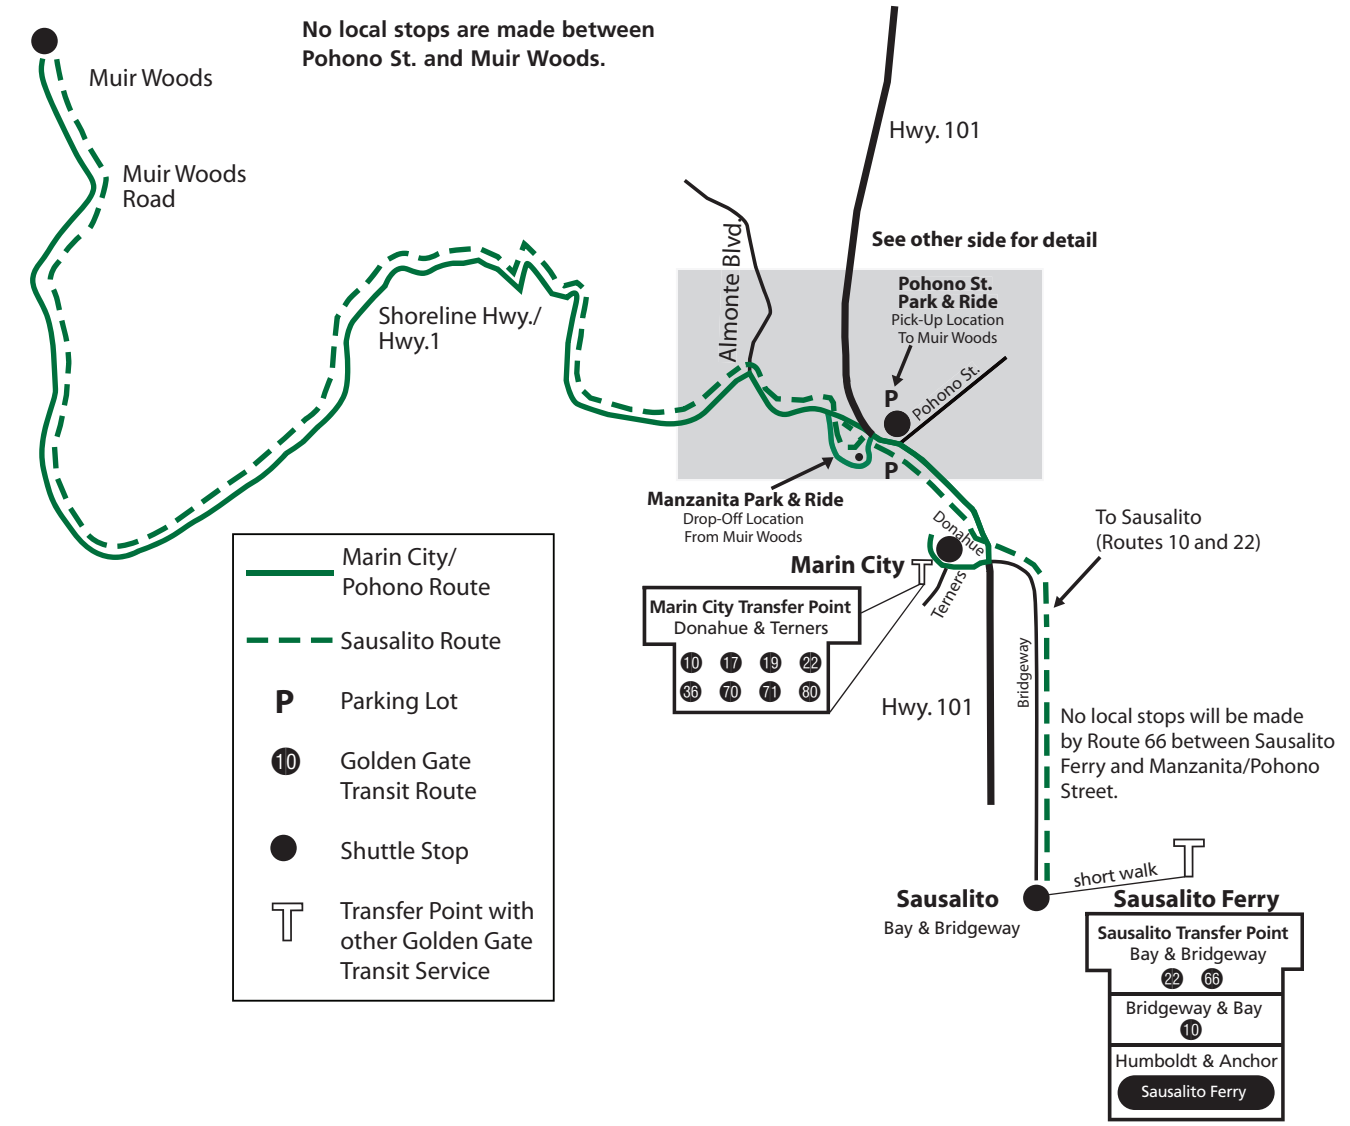 No local stops are made between
Pohono St. and Muir Woods.
Muir Woods
Hwy. 101
Muir Woods
Road
See other side for detail
Almonte Blvd.
Pohono St.
Park & Ride
Pick-Up Location
To Muir Woods
Shoreline Hwy./
Hwy.1
P
Pohono St.
P
Manzanita Park & Ride
Drop-Off Location
From Muir Woods
Donahue
To Sausalito
(Routes 10 and 22)
Marin City
T
Terners
Marin City Transfer Point
Donahue & Terners
10 17 19 22
36 70 71 80
Bridgeway
Hwy. 101
No local stops will be made
by Route 66 between Sausalito
Ferry and Manzanita/Pohono
Street.
Marin City/
Pohono Route
Sausalito Route
P Parking Lot
10 Golden Gate
Transit Route
Shuttle Stop
T Transfer Point with
other Golden Gate
Transit Service
T
short walk
Sausalito
Bay & Bridgeway
Sausalito Ferry
Sausalito Transfer Point
Bay & Bridgeway
22 66
Bridgeway & Bay
10
Humboldt & Anchor
Sausalito Ferry